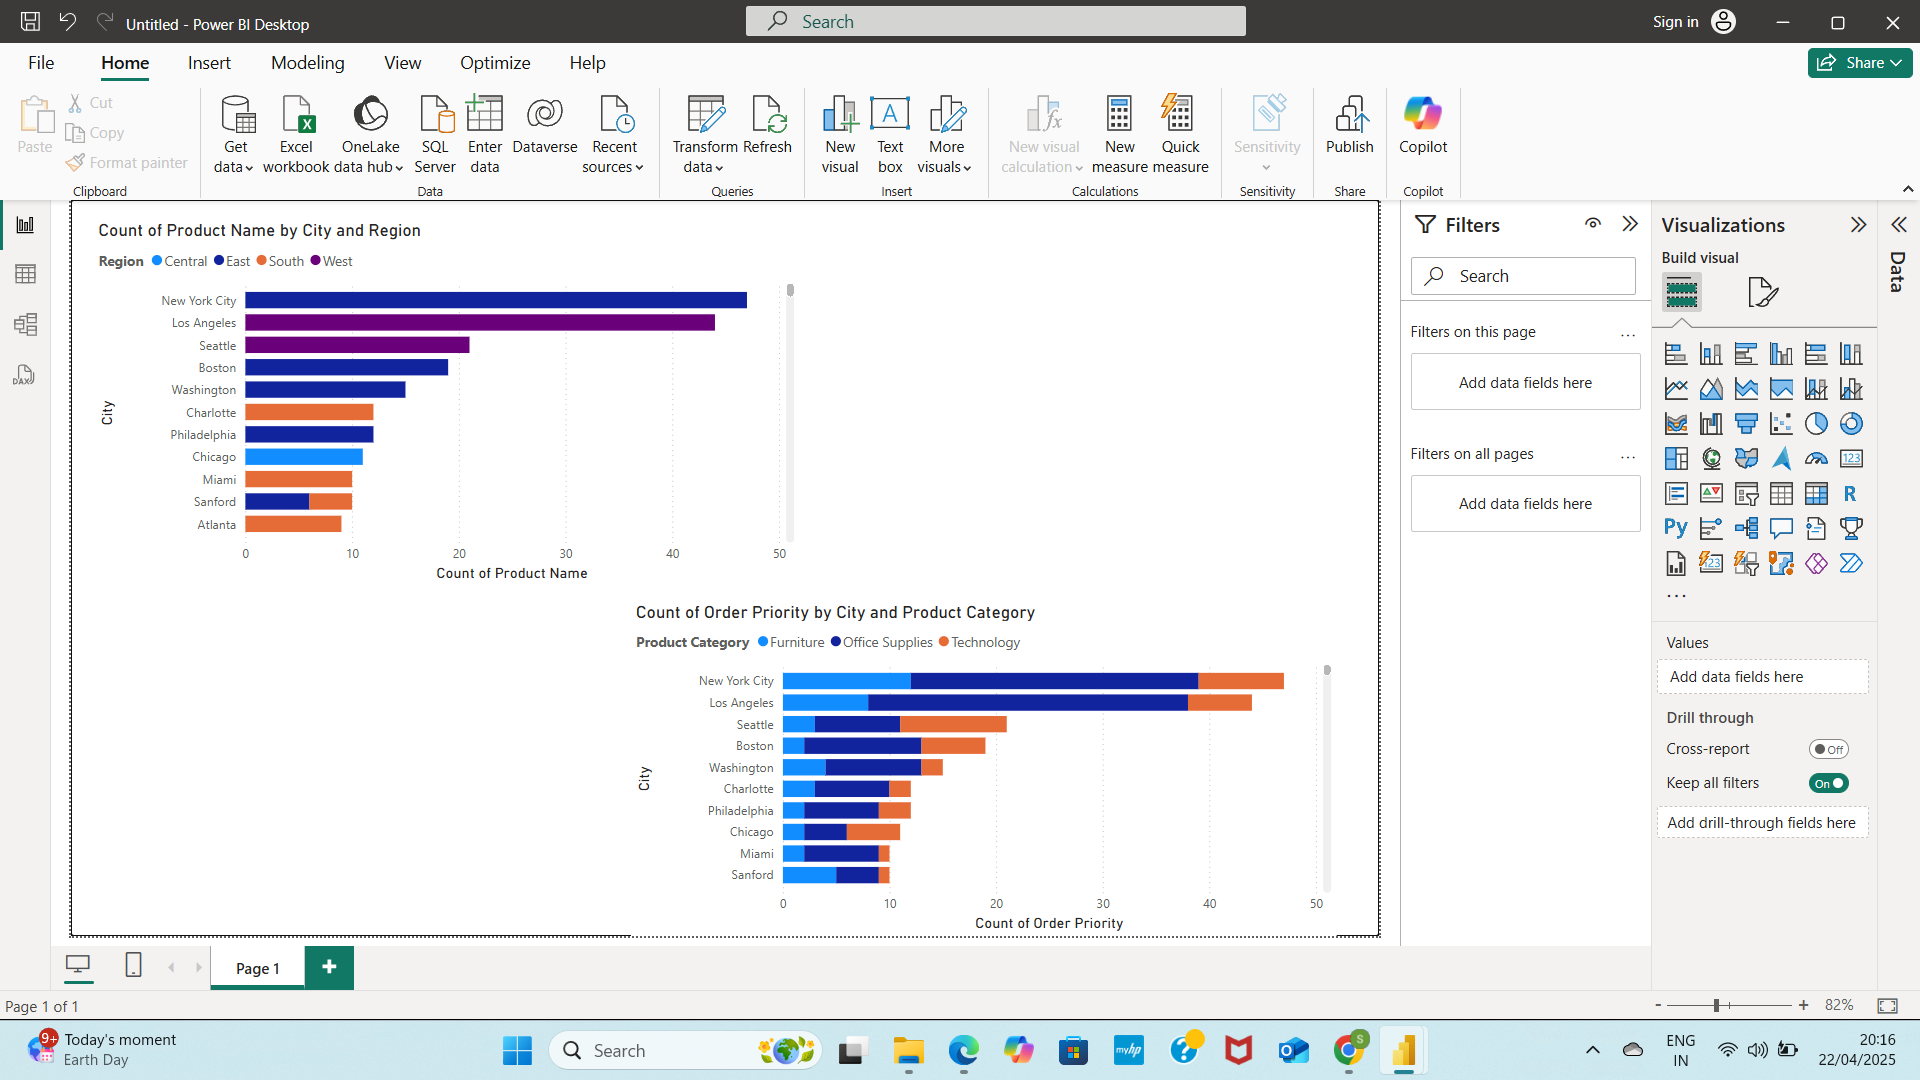 Untitled - Power BI Desktop
Search
Sign in
File
Home
Insert
Modeling
View
Optimize
Help
Share
Paste
Cut
Copy
Format painter
Clipboard
Get data
Excel workbook
OneLake data hub
SQL Server
Enter data
Dataverse
Recent sources
Data
Transform data
Refresh
Queries
New visual
A
Text box
More visuals
Insert
New visual calculation
New measure
Quick measure
Calculations
Sensitivity
Sensitivity
Publish
Share
Copilot
Copilot
DAX
Count of Product Name by City and Region
Region Central East South West
City
New York City
Los Angeles
Seattle
Boston
Washington
Charlotte
Philadelphia
Chicago
Miami
Sanford
Atlanta
0 10 20 30 40 50
Count of Product Name
Count of Order Priority by City and Product Category
Product Category Furniture Office Supplies Technology
City
New York City
Los Angeles
Seattle
Boston
Washington
Charlotte
Philadelphia
Chicago
Miami
Sanford
0 10 20 30 40 50
Count of Order Priority
Filters
Search
Filters on this page ...
Add data fields here
Filters on all pages ...
Add data fields here
Visualizations
Build visual
123
R
Py
123
...
Values
Add data fields here
Drill through
Cross-report Off
Keep all filters On
Add drill-through fields here
Data
Page 1
+
Page 1 of 1
- + 82%
9+
Today's moment
Earth Day
Search
myhp
S
ENG
IN
20:16
22/04/2025